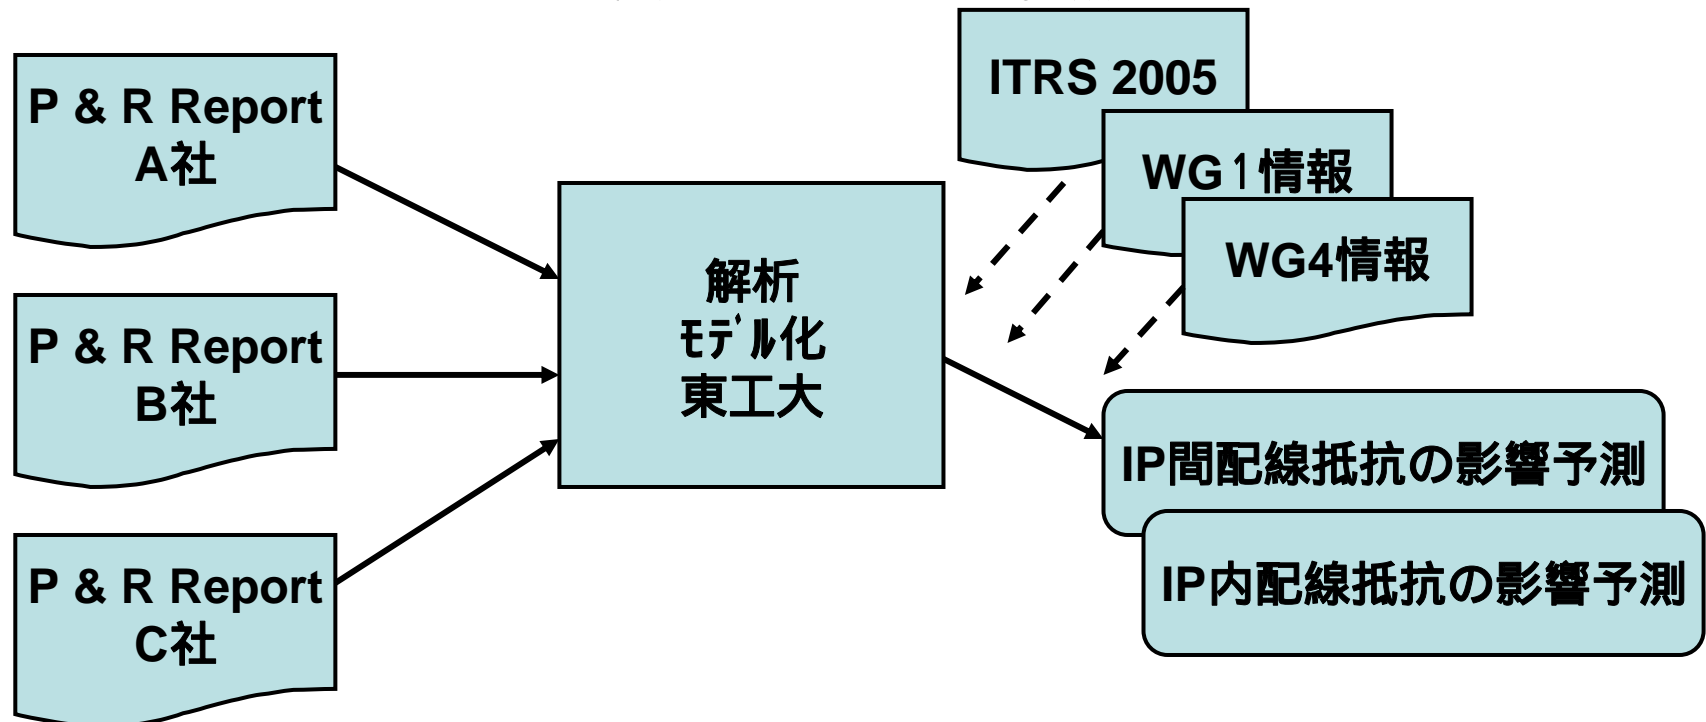 P & R Report
A社
P & R Report
B社
P & R Report
C社
解析
ﾓﾃﾞﾙ化
東工大
ITRS 2005
WG１情報
WG4情報
IP間配線抵抗の影響予測
IP内配線抵抗の影響予測